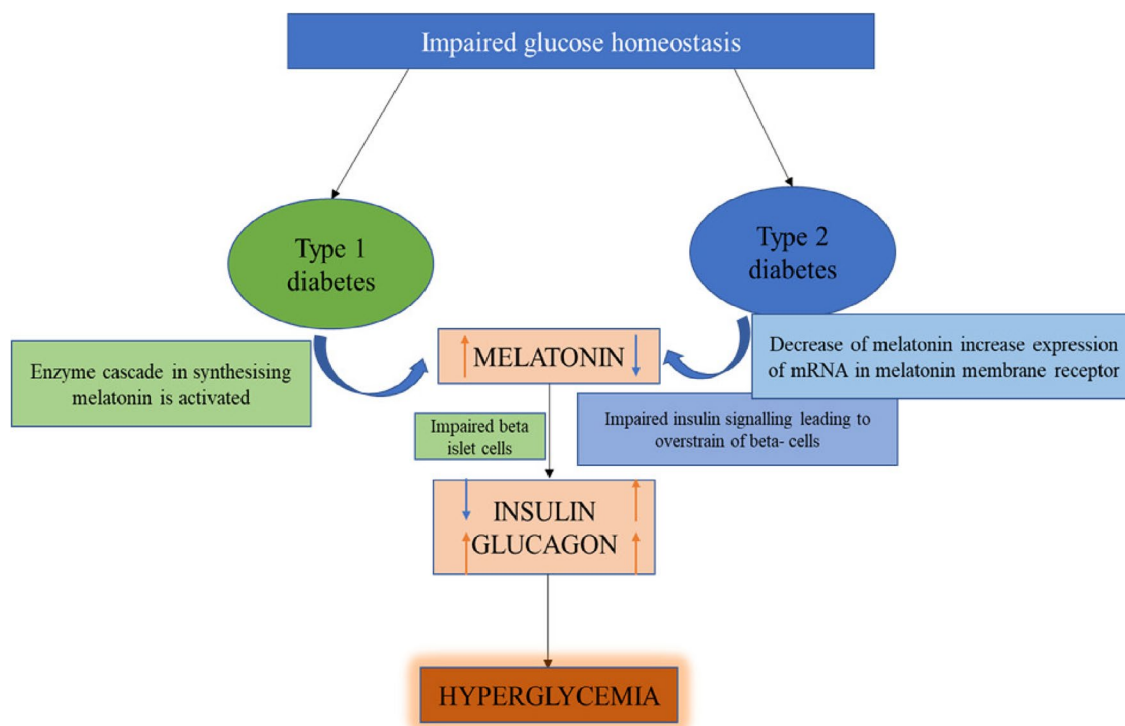 Impaired glucose homeostasis
Type 1
diabetes
Type 2
diabetes
Enzyme cascade in synthesising
melatonin is activated
MELATONIN
Decrease of melatonin increase expression
of mRNA in melatonin membrane receptor
Impaired beta
islet cells
Impaired insulin signalling leading to
overstrain of beta- cells
INSULIN
GLUCAGON
HYPERGLYCEMIA